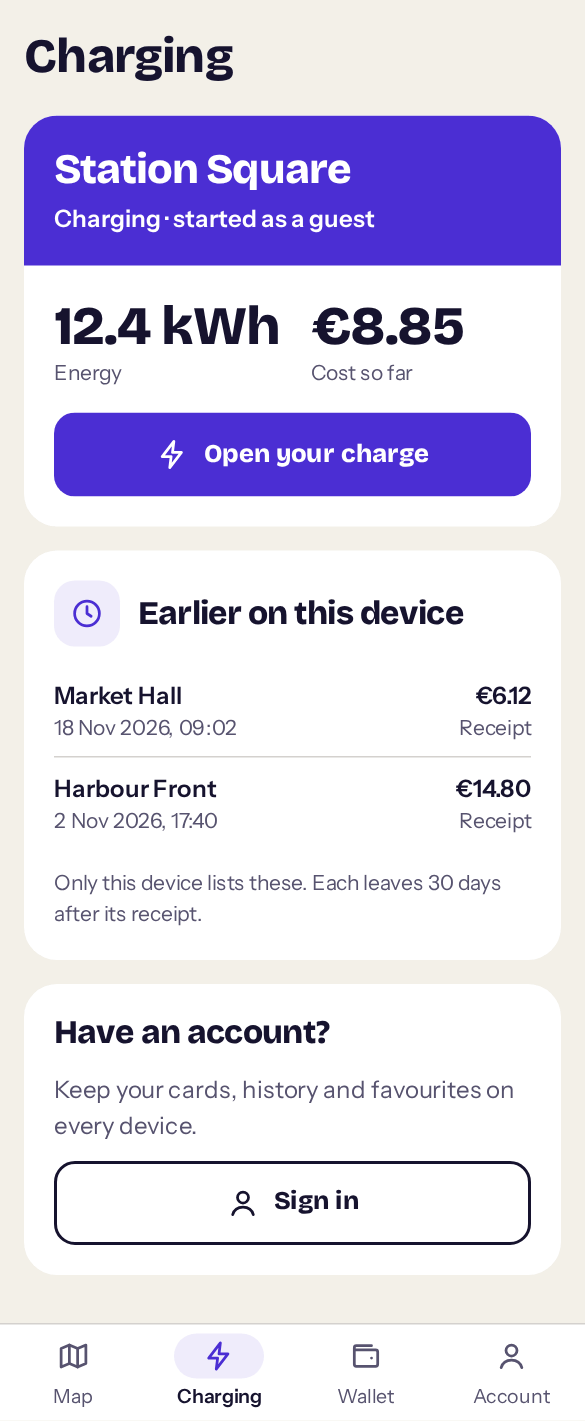 Charging
Station Square
Charging · started as a guest
12.4 kWh
€8.85
Energy
Cost so far
Open your charge
Earlier on this device
Market Hall
€6.12
18 Nov 2026, 09:02
Receipt
Harbour Front
€14.80
2 Nov 2026, 17:40
Receipt
Only this device lists these. Each leaves 30 days
after its receipt.
Have an account?
Keep your cards, history and favourites on
every device.
Sign in
Map
Charging
Wallet
Account